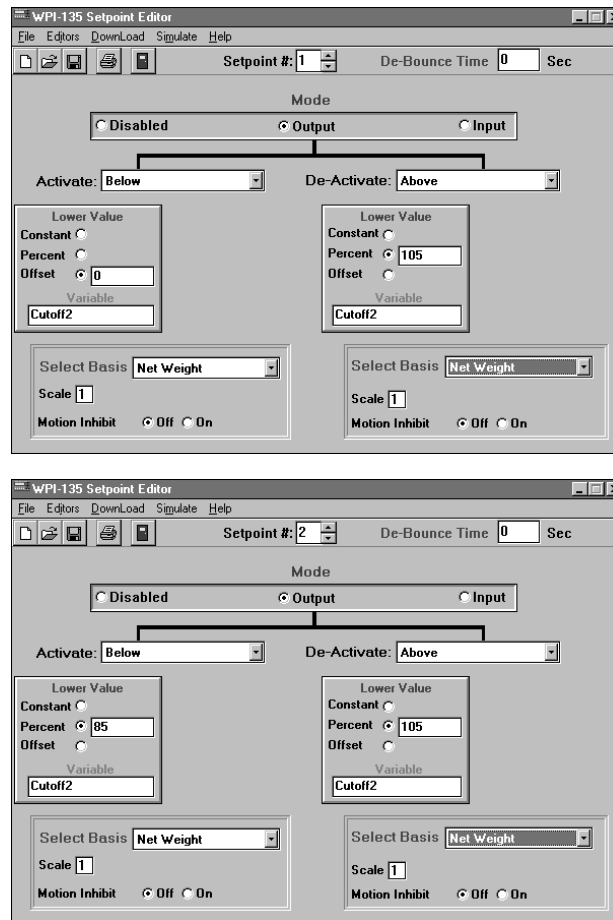 WPI-135 Setpoint Editor
File Editors DownLoad Simulate Help
Setpoint #: 1 De-Bounce Time 0 Sec
Mode
Disabled Output Input
Activate: Below De-Activate: Above
Lower Value Lower Value
Constant Constant
Percent Percent 105
Offset 0 Offset
Variable Variable
Cutoff2 Cutoff2
Select Basis Net Weight Select Basis Net Weight
Scale 1 Scale 1
Motion Inhibit Off On Motion Inhibit Off On
WPI-135 Setpoint Editor
File Editors DownLoad Simulate Help
Setpoint #: 2 De-Bounce Time 0 Sec
Mode
Disabled Output Input
Activate: Below De-Activate: Above
Lower Value Lower Value
Constant Constant
Percent 85 Percent 105
Offset Offset
Variable Variable
Cutoff2 Cutoff2
Select Basis Net Weight Select Basis Net Weight
Scale 1 Scale 1
Motion Inhibit Off On Motion Inhibit Off On